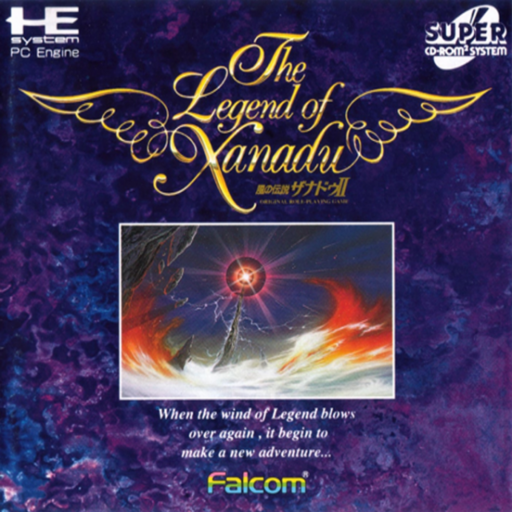 HE
system
PC Engine
SUPER
CD-ROM² SYSTEM
The
Legend of
Xanadu
風の伝説 ザナドゥII
ORIGINAL ROLE-PLAYING GAME
When the wind of Legend blows
over again , it begin to
make a new adventure...
Falcom